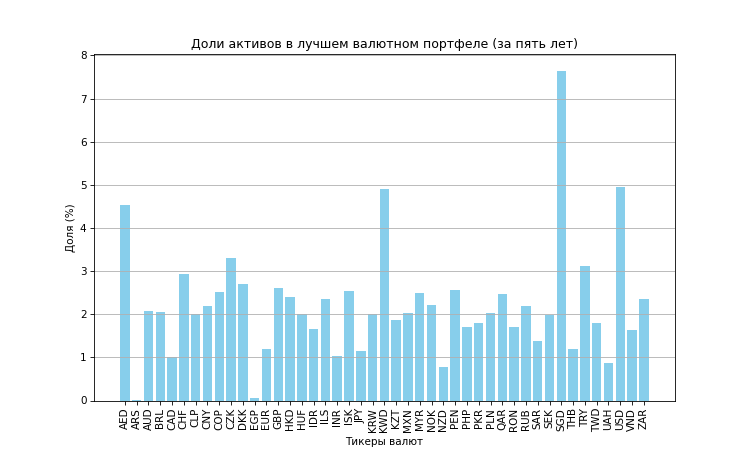 Доли активов в лучшем валютном портфеле (за пять лет)
8
7
6
5
4
3
2
1
0
Доля (%)
AED ARS AUD BRL CAD CHF CLP CNY COP CZK DKK EGP EUR GBP HKD HUF IDR ILS INR ISK JPY KRW KWD KZT MXN MYR NOK NZD PEN PHP PKR PLN QAR RON RUB SAR SEK SGD THB TRY TWD UAH USD VND ZAR
Тикеры валют